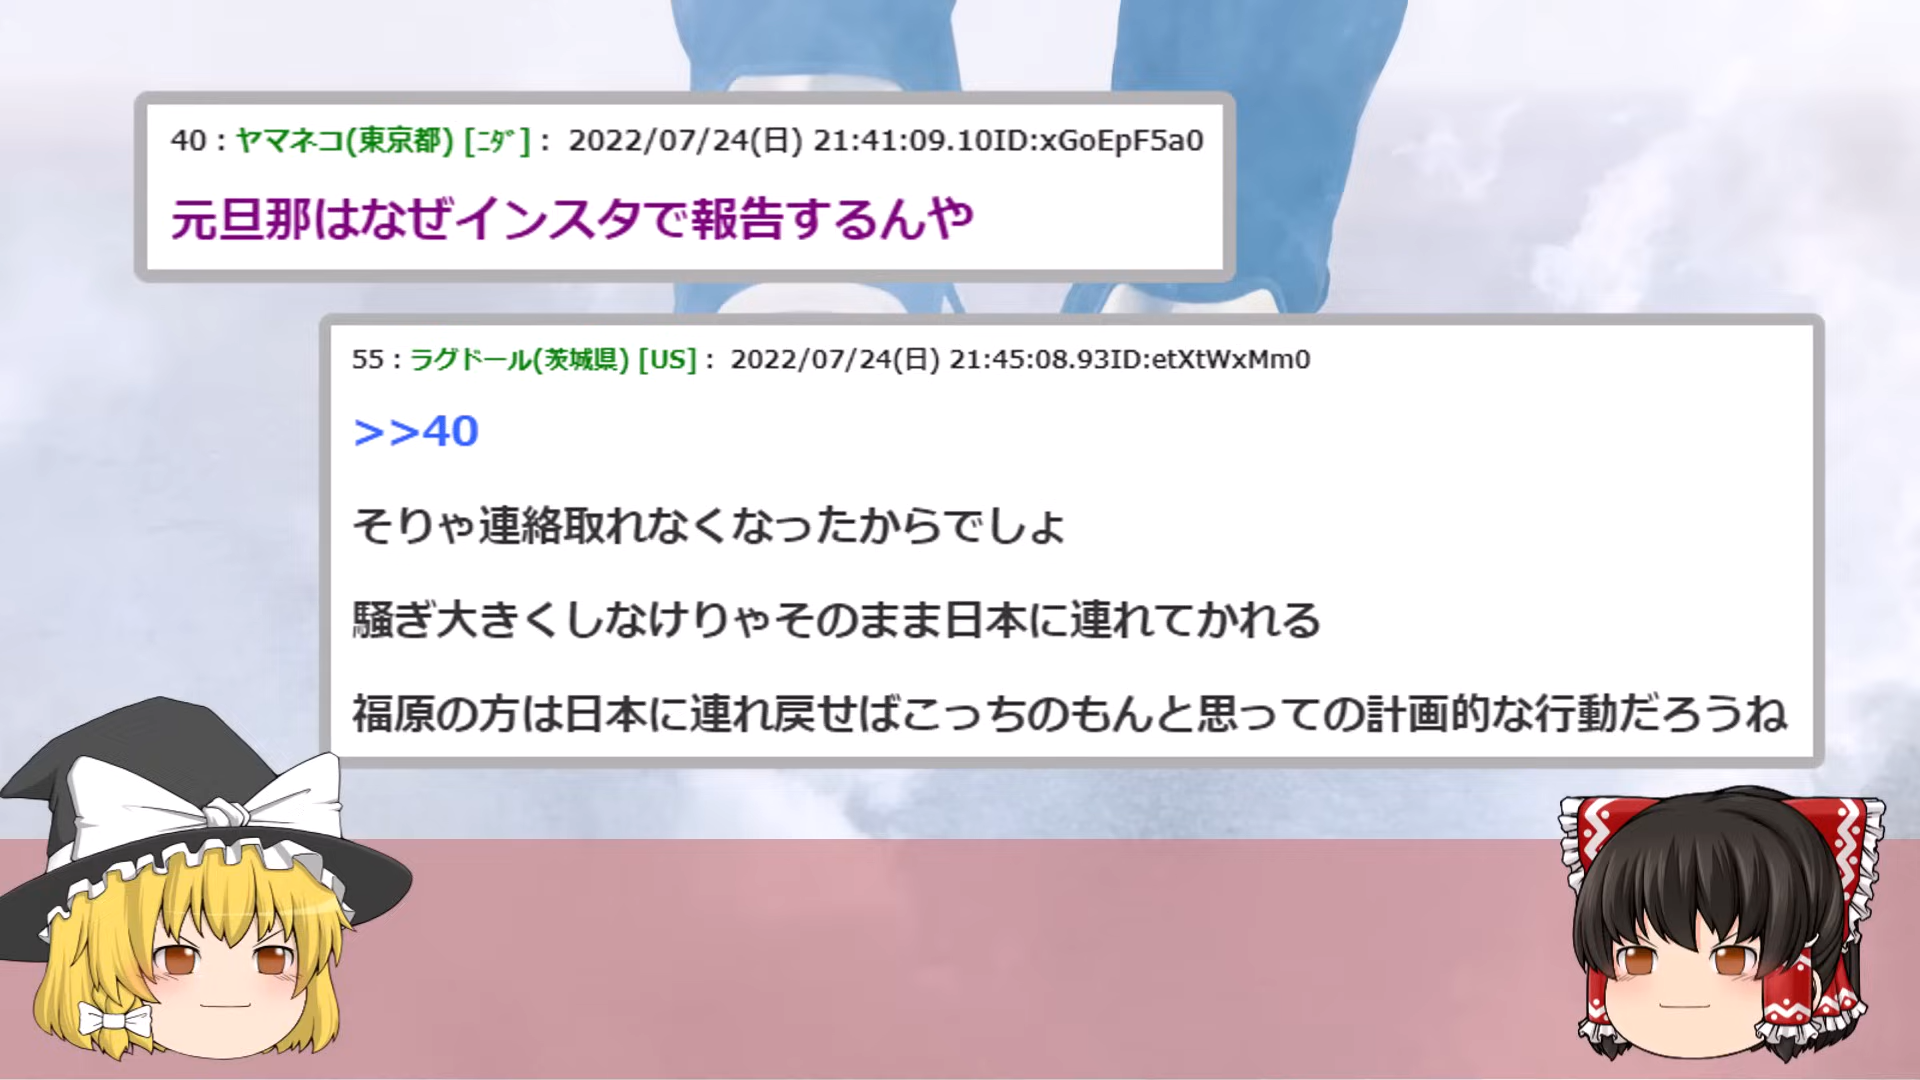 40 : ヤマネコ(東京都) [ﾆﾀﾞ] : 2022/07/24(日) 21:41:09.10ID:xGoEpF5a0
元旦那はなぜインスタで報告するんや
55 : ラグドール(茨城県) [US] : 2022/07/24(日) 21:45:08.93ID:etXtWxMm0
>>40
そりゃ連絡取れなくなったからでしょ
騒ぎ大きくしなけりゃそのまま日本に連れてかれる
福原の方は日本に連れ戻せばこっちのもんと思っての計画的な行動だろうね